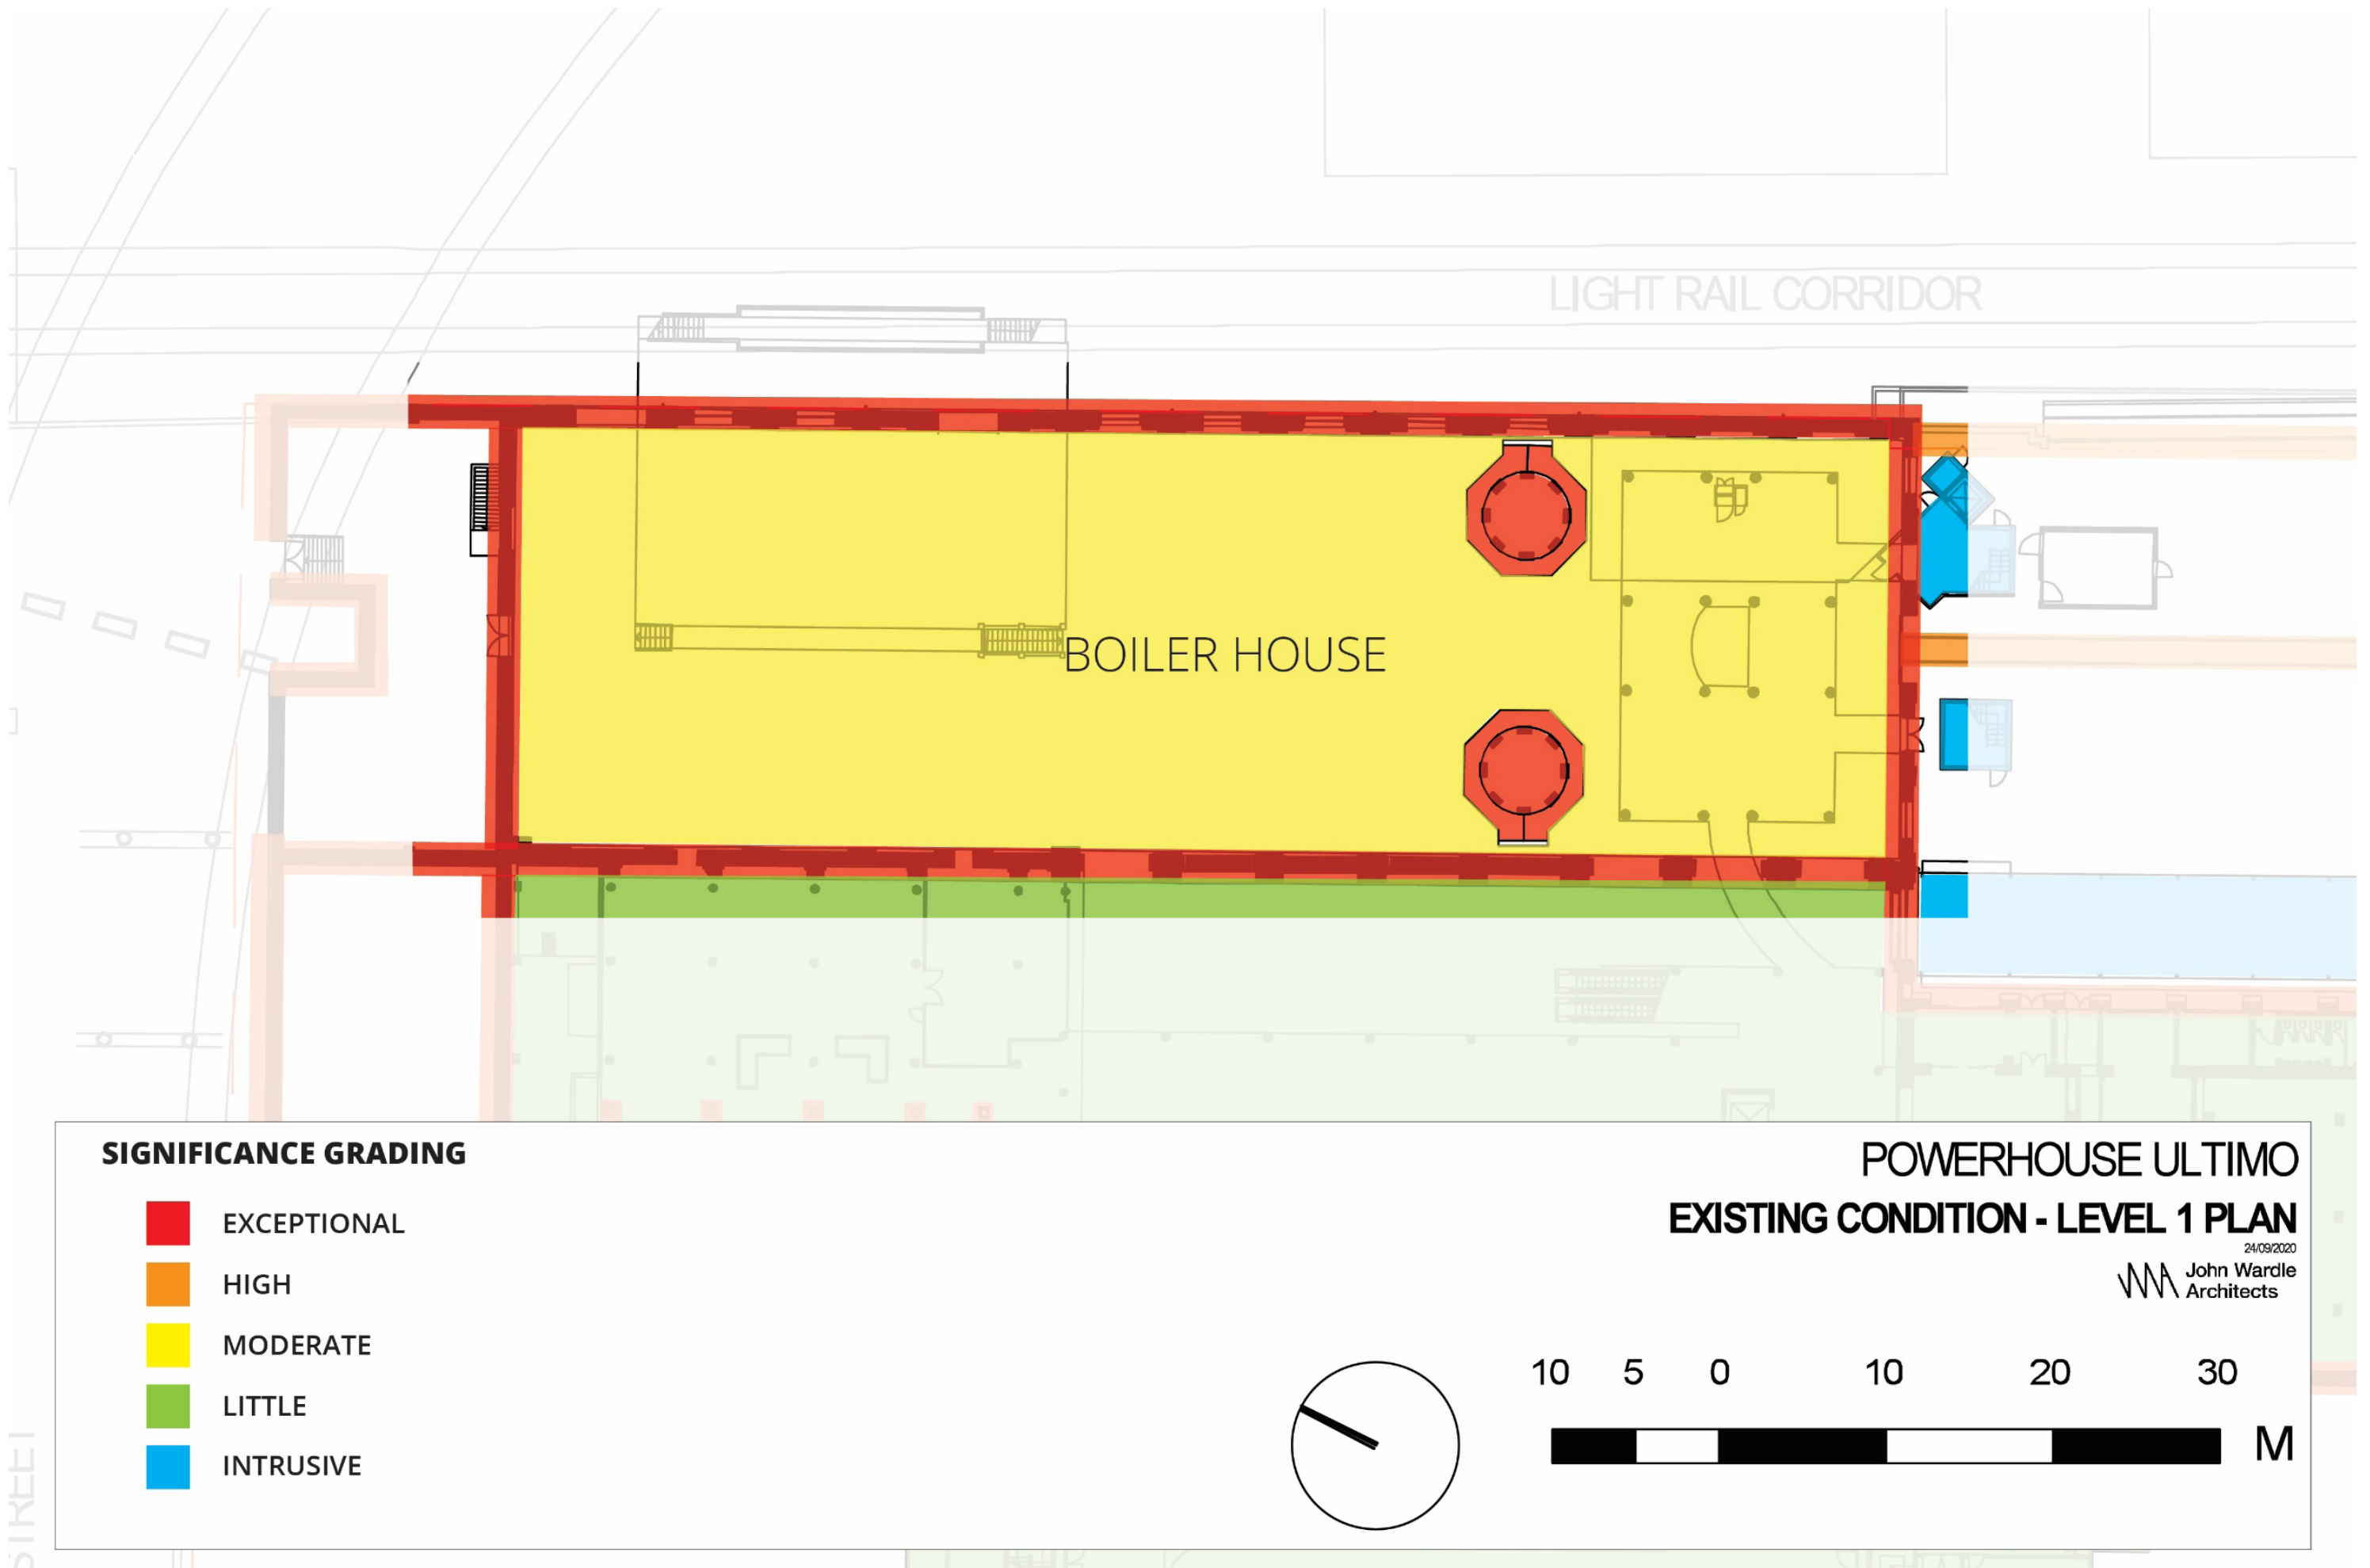 LIGHT RAIL CORRIDOR
BOILER HOUSE
SIGNIFICANCE GRADING
EXCEPTIONAL
HIGH
MODERATE
LITTLE
INTRUSIVE
POWERHOUSE ULTIMO
EXISTING CONDITION - LEVEL 1 PLAN
24/09/2020
John Wardle
Architects
10 5 0 10 20 30
M
STREET